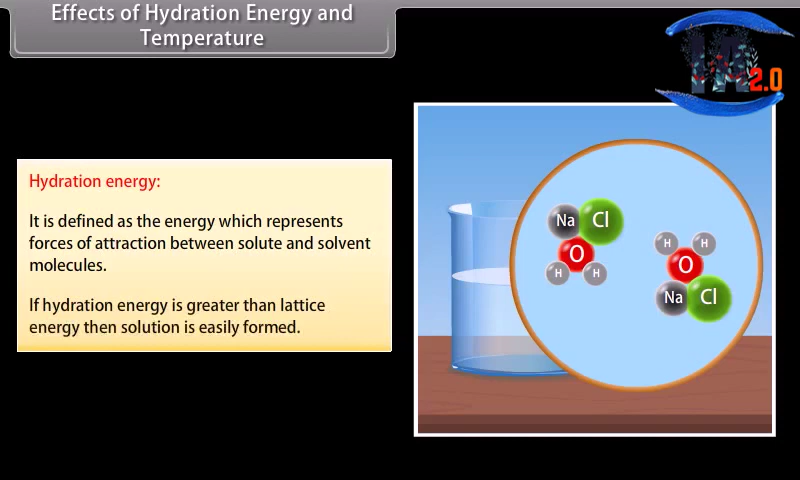 Effects of Hydration Energy and
Temperature
IA 2.0
Hydration energy:
It is defined as the energy which represents
forces of attraction between solute and solvent
molecules.
If hydration energy is greater than lattice
energy then solution is easily formed.
Na Cl
O
H H
H H
O
Na Cl